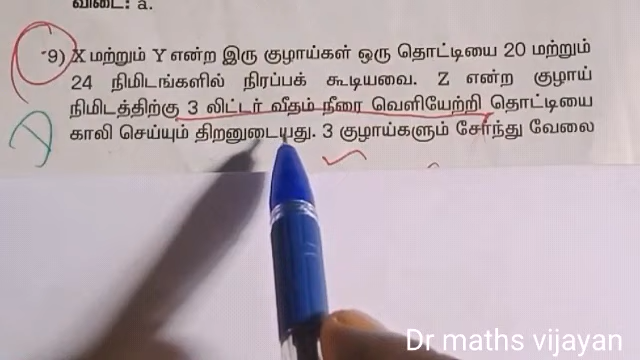 விடை: a.
9) X மற்றும் Y என்ற இரு குழாய்கள் ஒரு தொட்டியை 20 மற்றும்
24 நிமிடங்களில் நிரப்பக் கூடியவை. Z என்ற குழாய்
நிமிடத்திற்கு 3 லிட்டர் வீதம் நீரை வெளியேற்றி தொட்டியை
காலி செய்யும் திறனுடையது. 3 குழாய்களும் சேர்ந்து வேலை
Dr maths vijayan